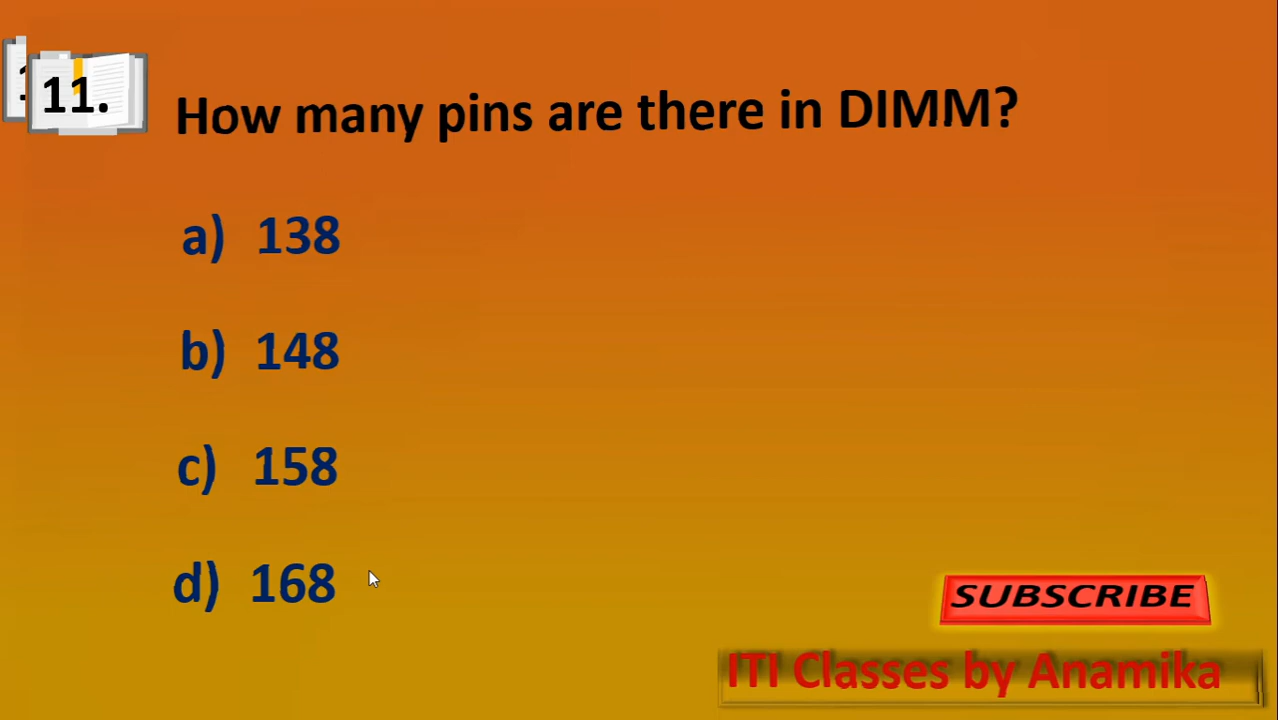 11.
How many pins are there in DIMM?
a) 138
b) 148
c) 158
d) 168
SUBSCRIBE
ITI Classes by Anamika